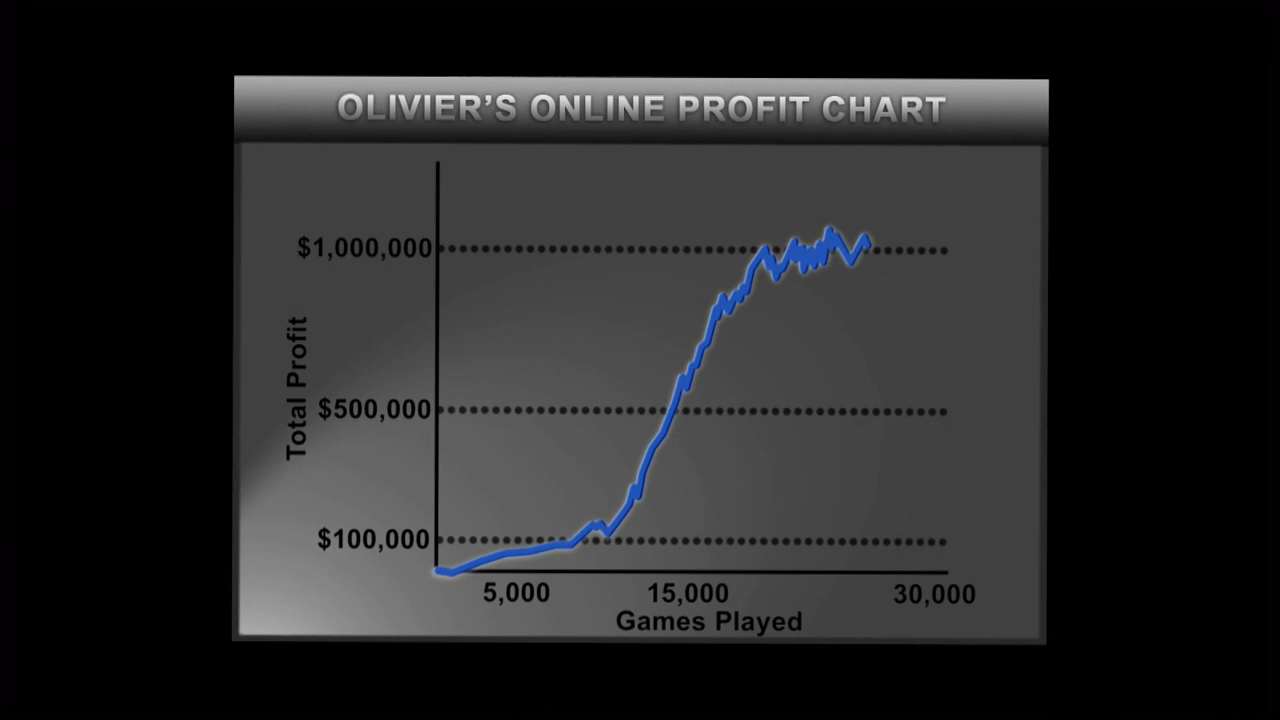 OLIVIER'S ONLINE PROFIT CHART
$1,000,000
$500,000
$100,000
Total Profit
5,000 15,000 30,000
Games Played